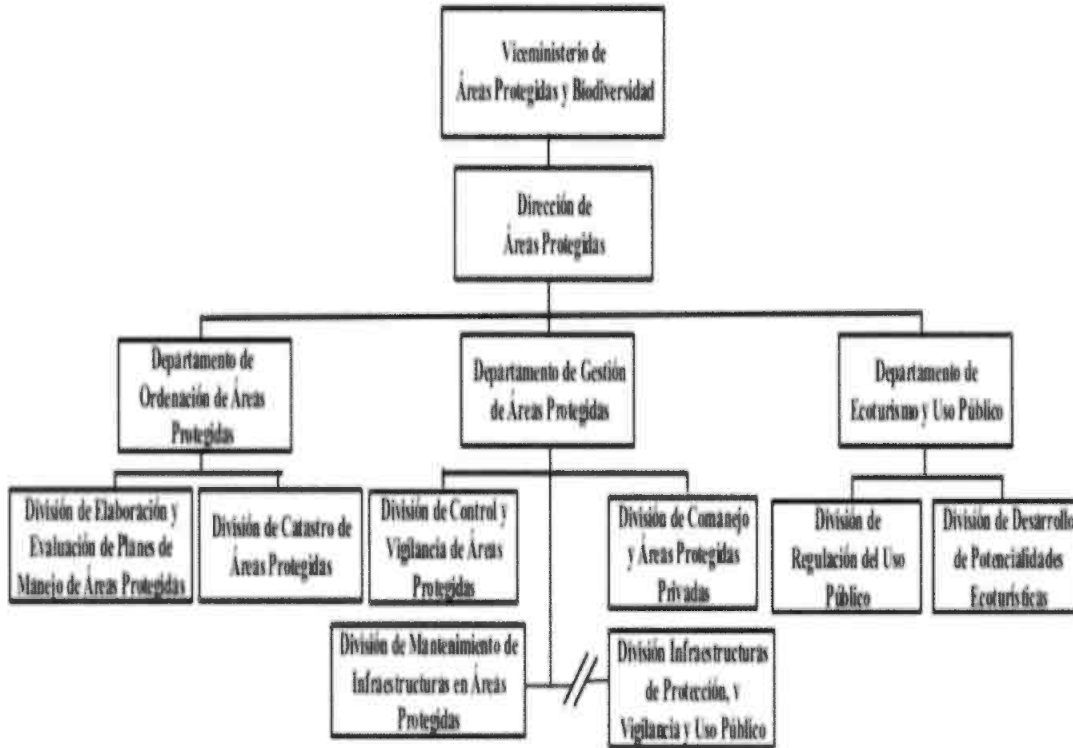 Viceministerio de
Áreas Protegidas y Biodiversidad
Dirección de
Áreas Protegidas
Departamento de
Ordenación de Áreas
Protegidas
Departamento de Gestión
de Áreas Protegidas
Departamento de
Ecoturismo y Uso Público
División de Elaboración y
Evaluación de Planes de
Manejo de Áreas Protegidas
División de Catastro de
Áreas Protegidas
División de Control y
Vigilancia de Áreas
Protegidas
División de Comanejo
y Áreas Protegidas
Privadas
División de
Regulación del Uso
Público
División de Desarrollo
de Potencialidades
Ecoturísticas
División de Mantenimiento de
Infraestructuras en Áreas
Protegidas
División Infraestructuras
de Protección, v
Vigilancia y Uso Público